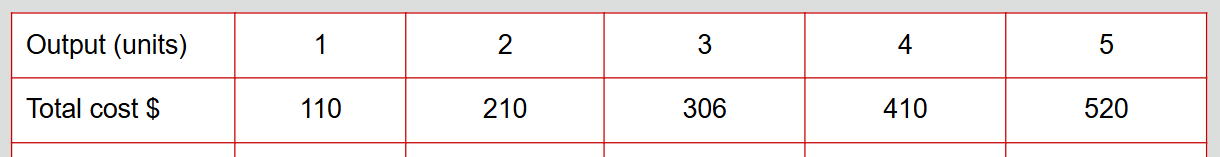 Output (units) 1 2 3 4 5
Total cost $ 110 210 306 410 520